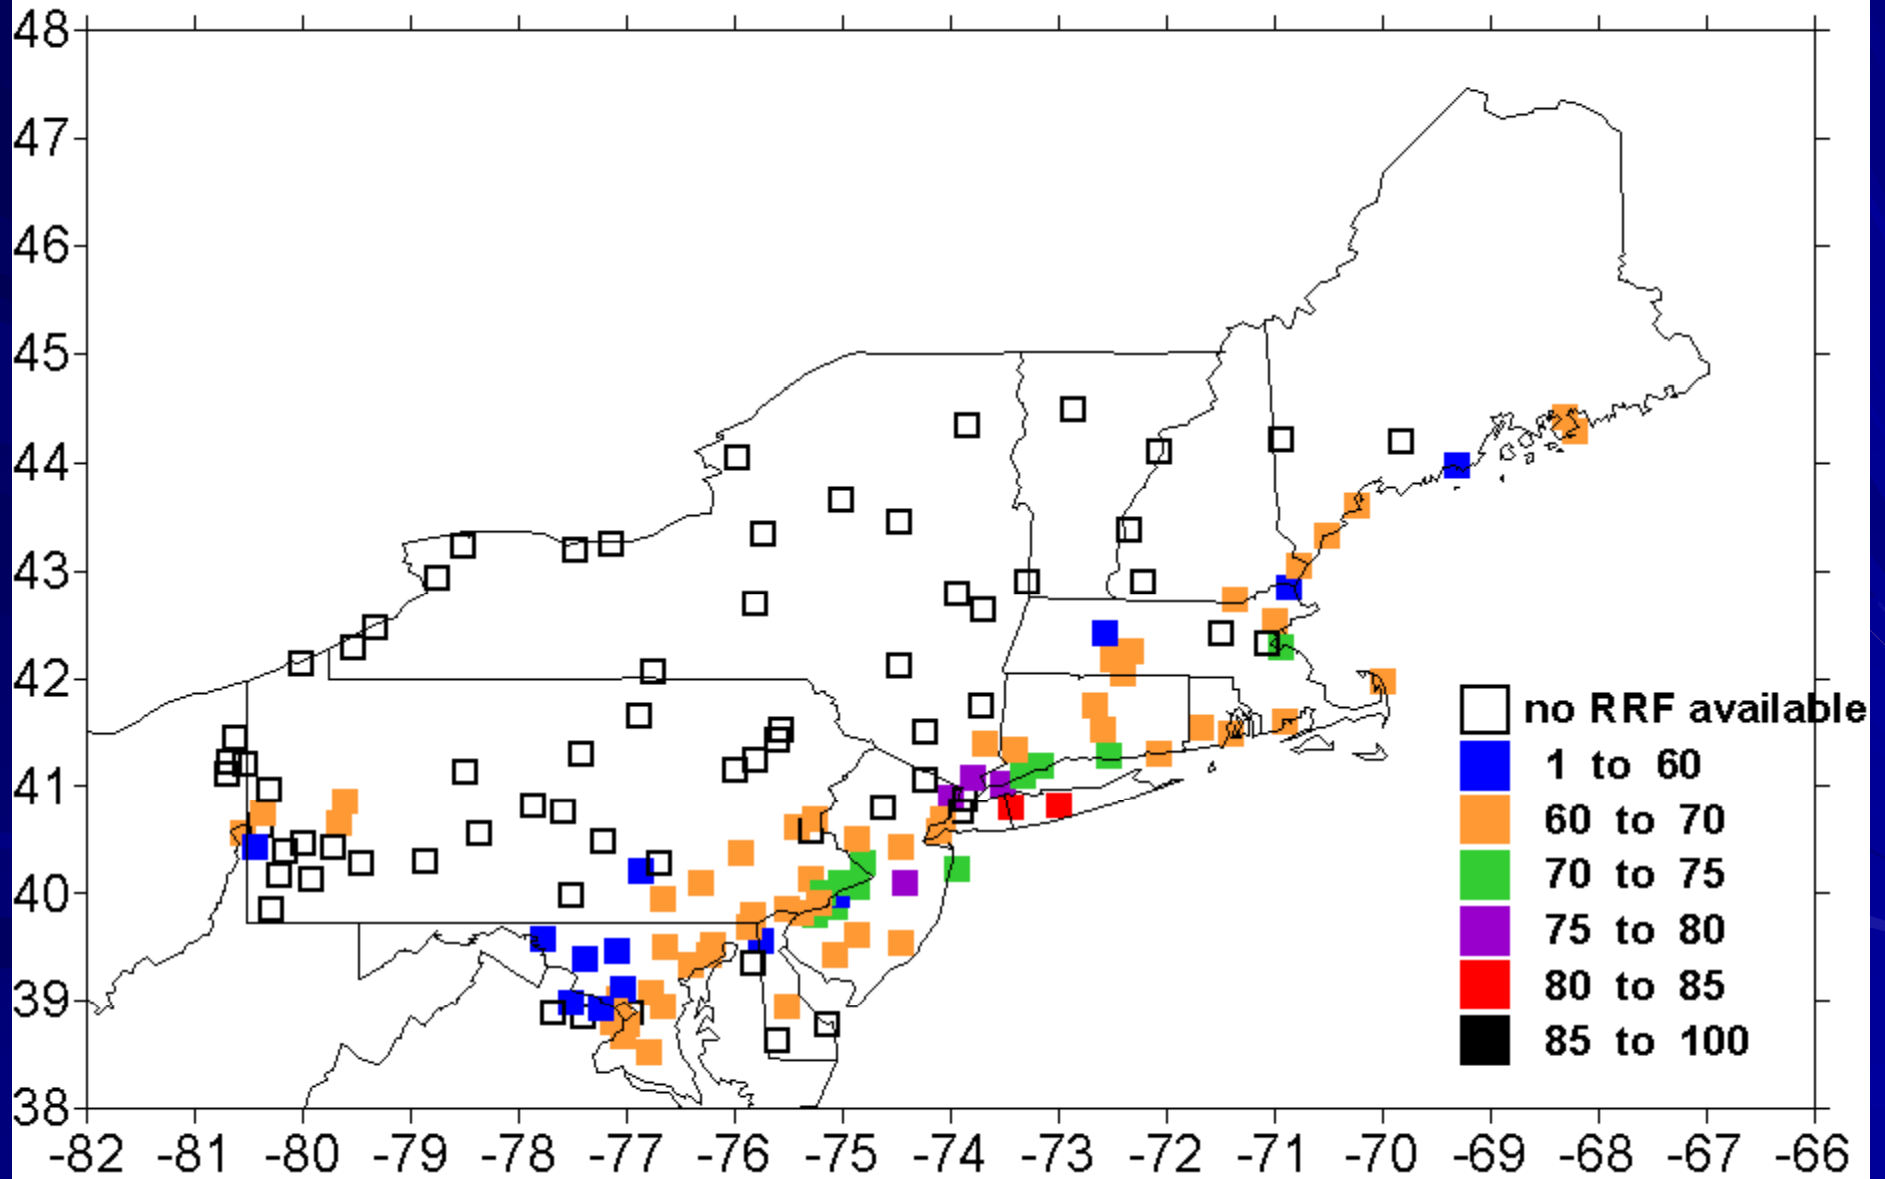 48
47
46
45
44
43
42
41
40
39
38
-82 -81 -80 -79 -78 -77 -76 -75 -74 -73 -72 -71 -70 -69 -68 -67 -66
no RRF available
1 to 60
60 to 70
70 to 75
75 to 80
80 to 85
85 to 100